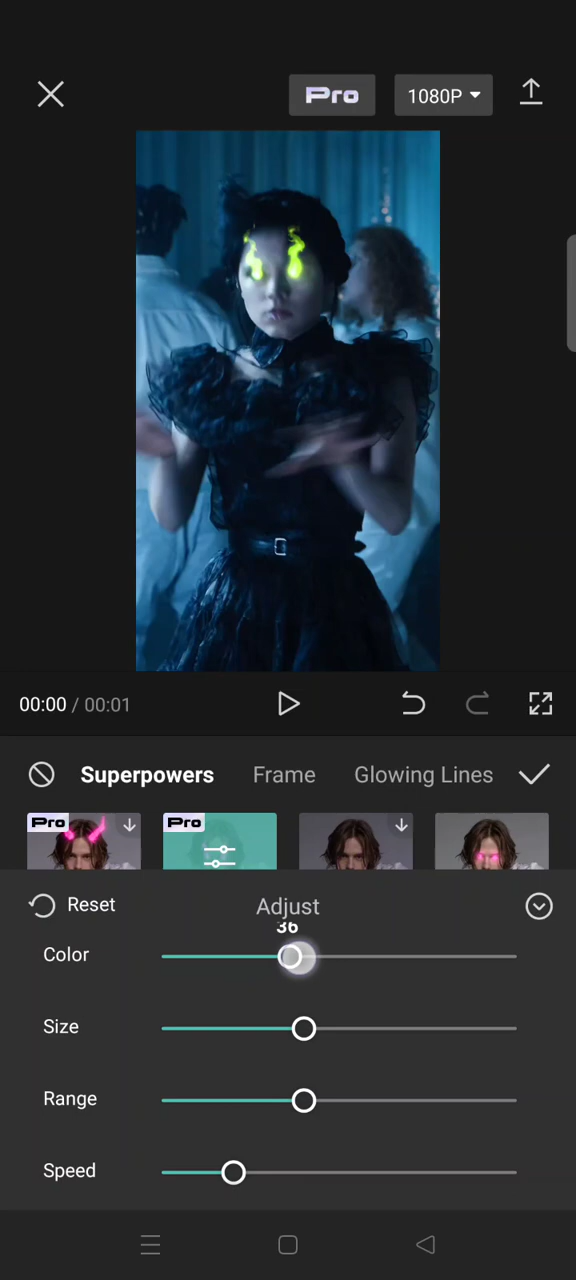 Pro 1080P
00:00 / 00:01
Superpowers Frame Glowing Lines
Pro Pro
Reset Adjust
36
Color
Size
Range
Speed